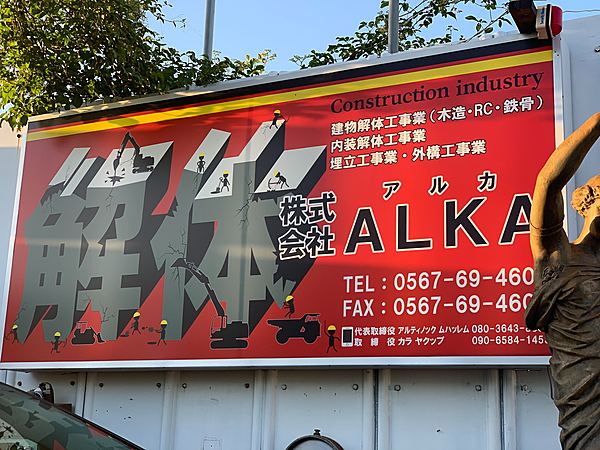 Construction industry
建物解体工事業（木造・RC・鉄骨）
内装解体工事業
埋立工事業・外構工事業
解体
アルカ
株式会社 ALKA
TEL：0567-69-460
FAX：0567-69-460
代表取締役 アルティノック ムハッレム 080-3643-8
取締役 カラ ヤクップ 090-6584-145